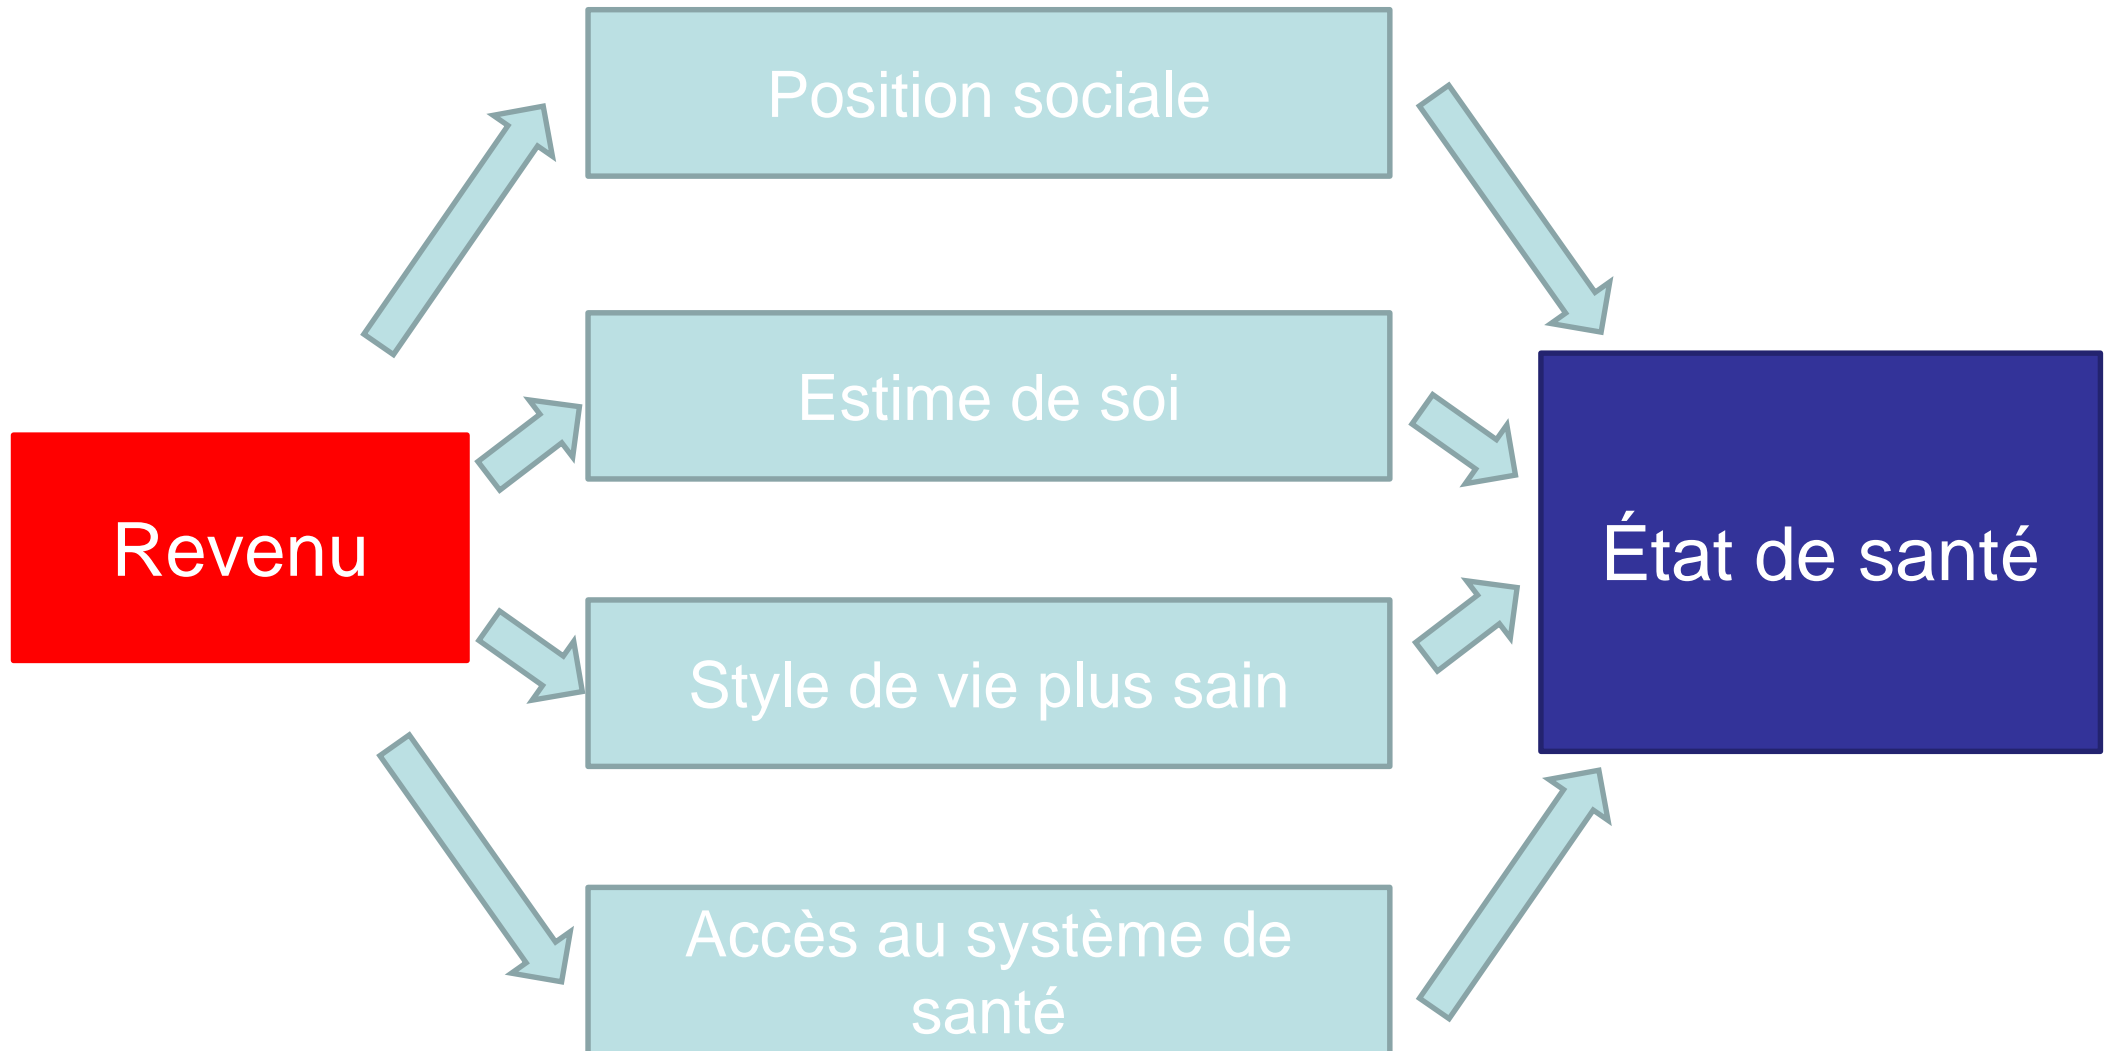 Position sociale
Estime de soi
Revenu
État de santé
Style de vie plus sain
Accès au système de
santé